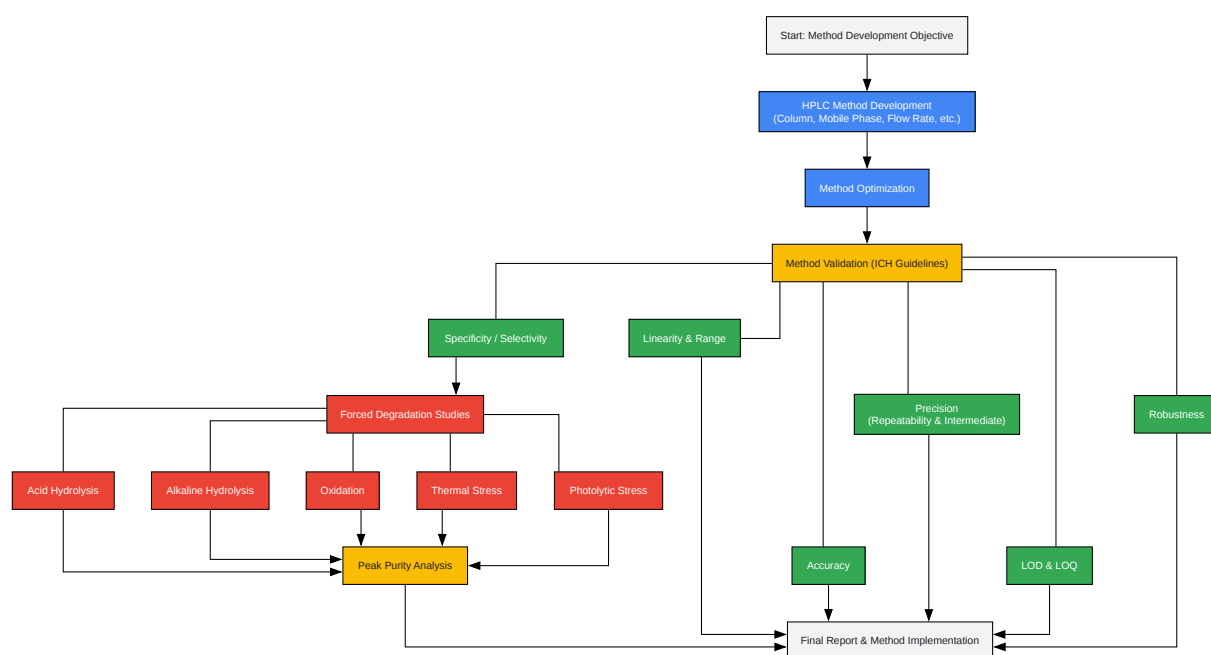 Start: Method Development Objective
HPLC Method Development
(Column, Mobile Phase, Flow Rate, etc.)
Method Optimization
Method Validation (ICH Guidelines)
Specificity / Selectivity
Linearity & Range
Forced Degradation Studies
Precision
(Repeatability & Intermediate)
Robustness
Acid Hydrolysis
Alkaline Hydrolysis
Oxidation
Thermal Stress
Photolytic Stress
Peak Purity Analysis
Accuracy
LOD & LOQ
Final Report & Method Implementation